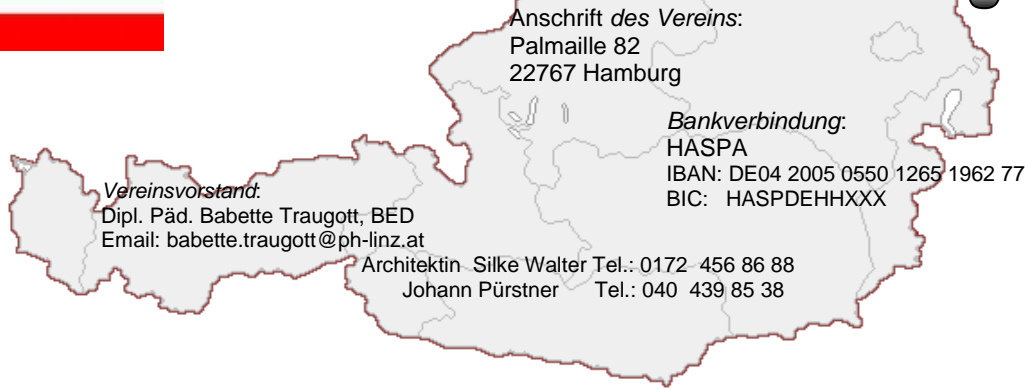 Anschrift des Vereins:
Palmaille 82
22767 Hamburg
Bankverbindung:
HASPA
IBAN: DE04 2005 0550 1265 1962 77
BIC: HASPDEHHXXX
Vereinsvorstand:
Dipl. Päd. Babette Traugott, BED
Email: babette.traugott@ph-linz.at
Architektin Silke Walter Tel.: 0172 456 86 88
Johann Pürstner Tel.: 040 439 85 38